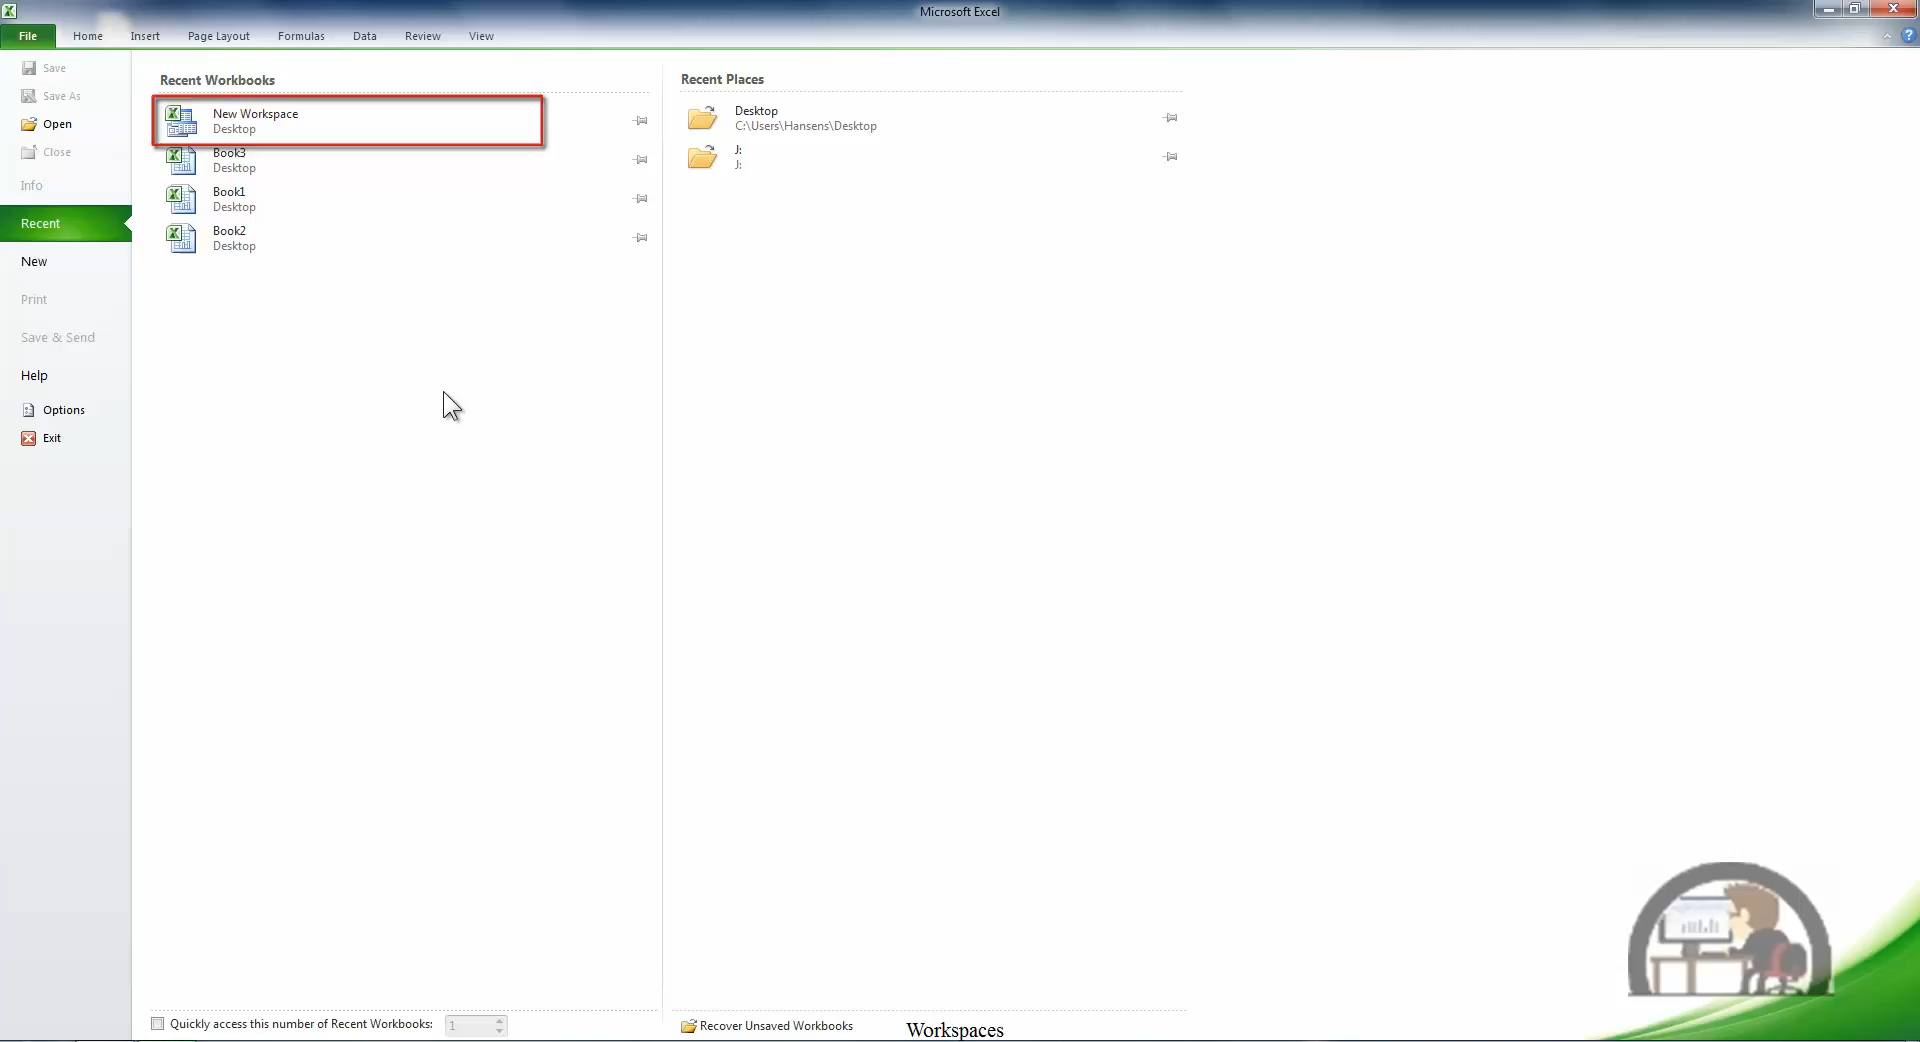 Microsoft Excel
File Home Insert Page Layout Formulas Data Review View
Save
Save As
Open
Close
Info
Recent
New
Print
Save & Send
Help
Options
Exit
Recent Workbooks
New Workspace
Desktop
Book3
Desktop
Book1
Desktop
Book2
Desktop
Quickly access this number of Recent Workbooks: 1
Recent Places
Desktop
C:\Users\Hansens\Desktop
J:
J:
Recover Unsaved Workbooks
Workspaces